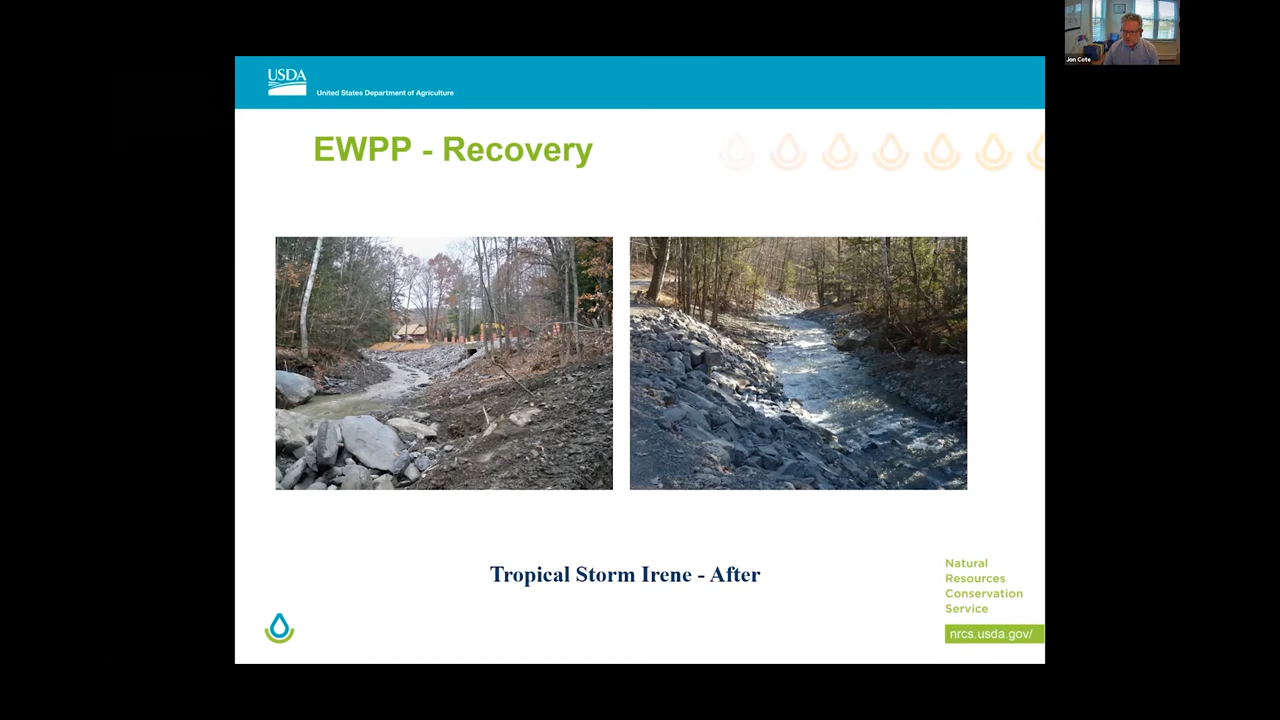 Jon Cote
USDA
United States Department of Agriculture
EWPP - Recovery
Tropical Storm Irene - After
Natural
Resources
Conservation
Service
nrcs.usda.gov/